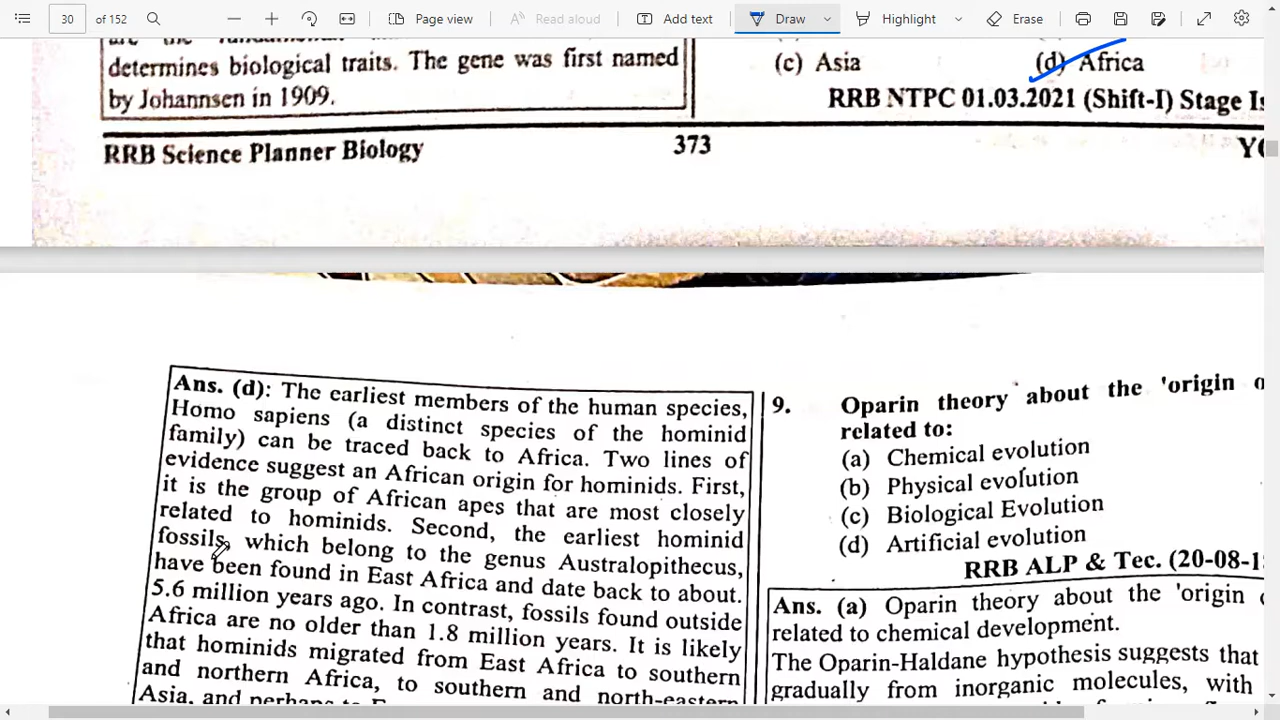 30 of 152 Page view Read aloud Add text Draw Highlight Erase
determines biological traits. The gene was first named
by Johannsen in 1909.
(c) Asia (d) Africa
RRB NTPC 01.03.2021 (Shift-I) Stage
RRB Science Planner Biology 373
Ans. (d): The earliest members of the human species,
Homo sapiens (a distinct species of the hominid
family) can be traced back to Africa. Two lines of
evidence suggest an African origin for hominids. First,
it is the group of African apes that are most closely
related to hominids. Second, the earliest hominid
fossils, which belong to the genus Australopithecus,
have been found in East Africa and date back to about.
5.6 million years ago. In contrast, fossils found outside
Africa are no older than 1.8 million years. It is likely
that hominids migrated from East Africa to southern
and northern Africa, to southern and north-eastern
Asia, and perhaps to
9. Oparin theory about the 'origin
related to:
(a) Chemical evolution
(b) Physical evolution
(c) Biological Evolution
(d) Artificial evolution
RRB ALP & Tec. (20-08-1
Ans. (a) Oparin theory about the 'origin
related to chemical development.
The Oparin-Haldane hypothesis suggests that
gradually from inorganic molecules, with